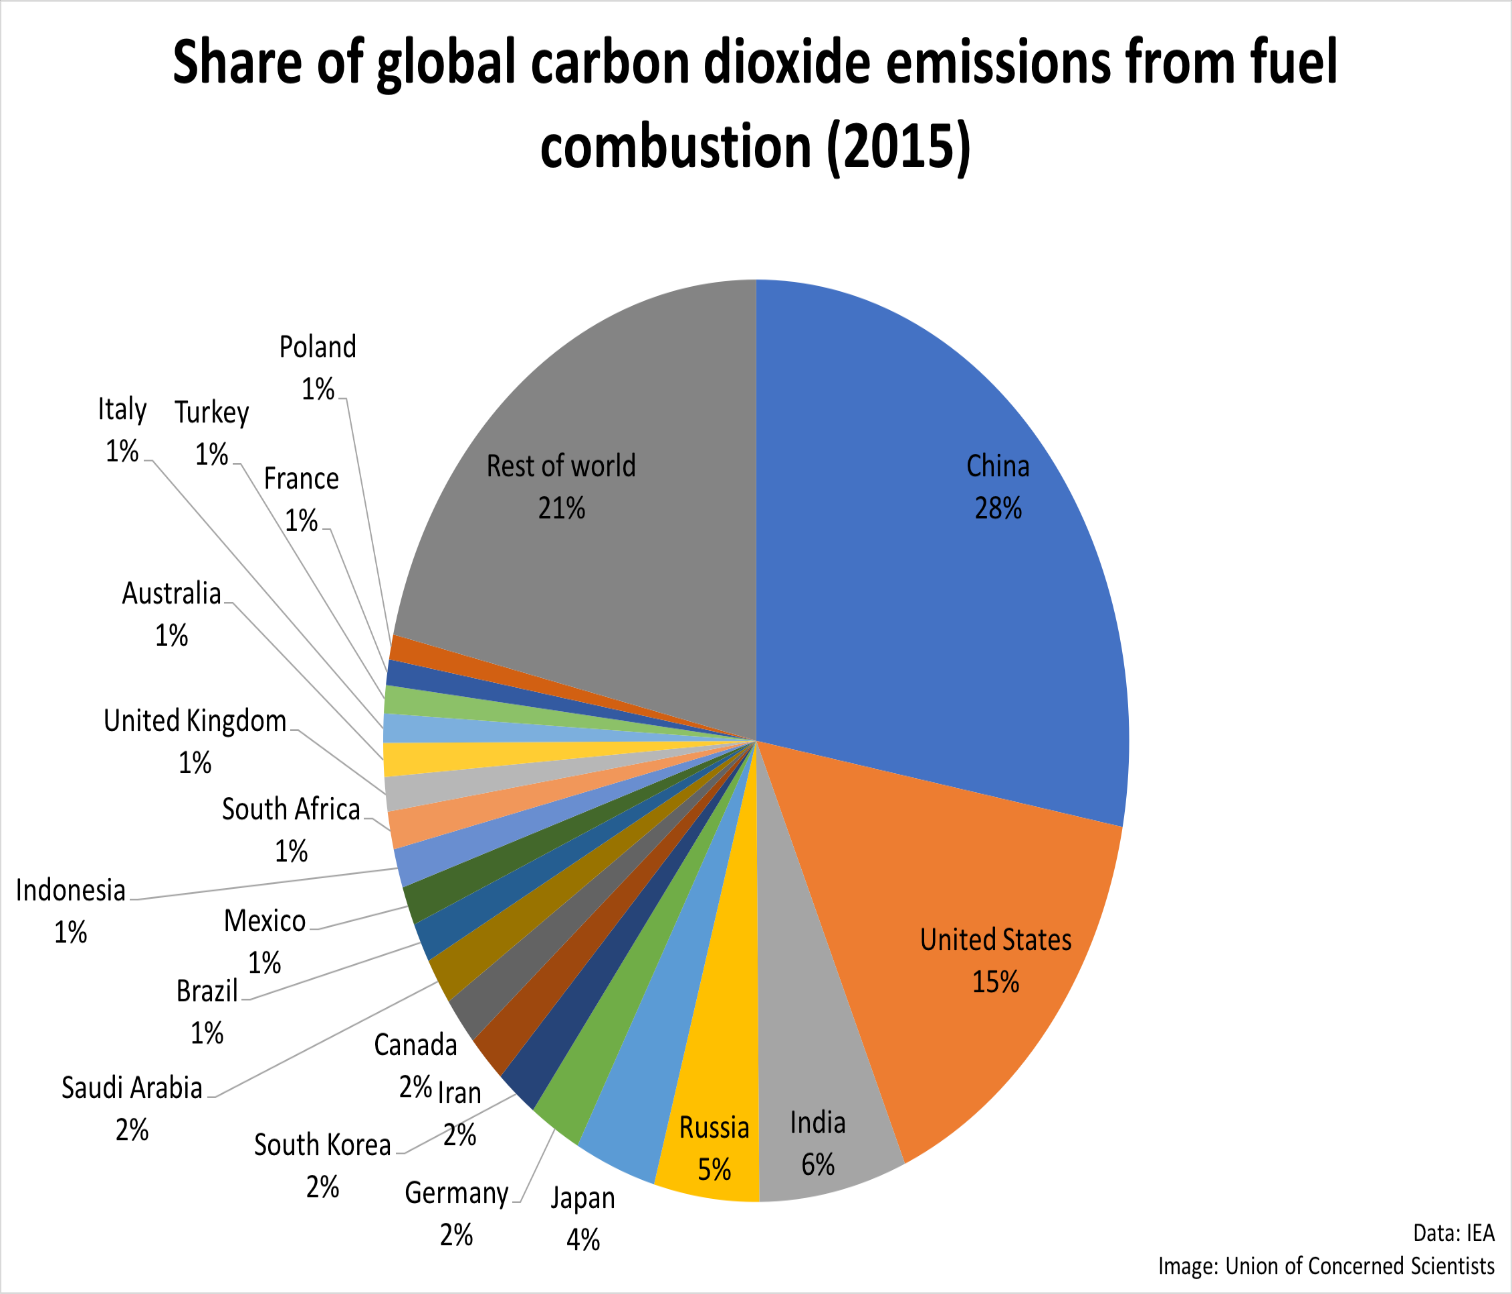 Share of global carbon dioxide emissions from fuel
combustion (2015)
China
28%
United States
15%
India
6%
Russia
5%
Japan
4%
Germany
2%
South Korea
2%
Iran
2%
Canada
2%
Saudi Arabia
2%
Brazil
1%
Mexico
1%
Indonesia
1%
South Africa
1%
United Kingdom
1%
Australia
1%
Italy
1%
Turkey
1%
France
1%
Poland
1%
Rest of world
21%
Data: IEA
Image: Union of Concerned Scientists